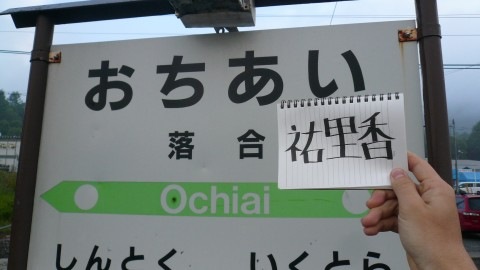 おちあい
落合
祐里香
Ochiai
しんとく いくとら